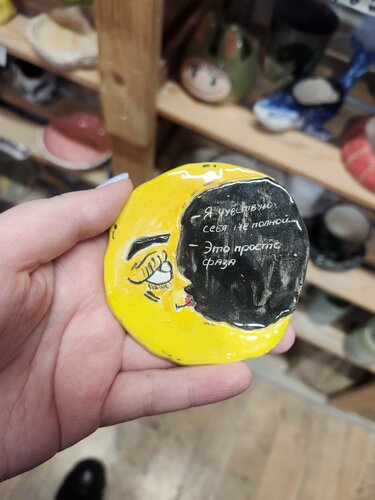 - Я чувствую
себя не полной
- Это просто
фаза